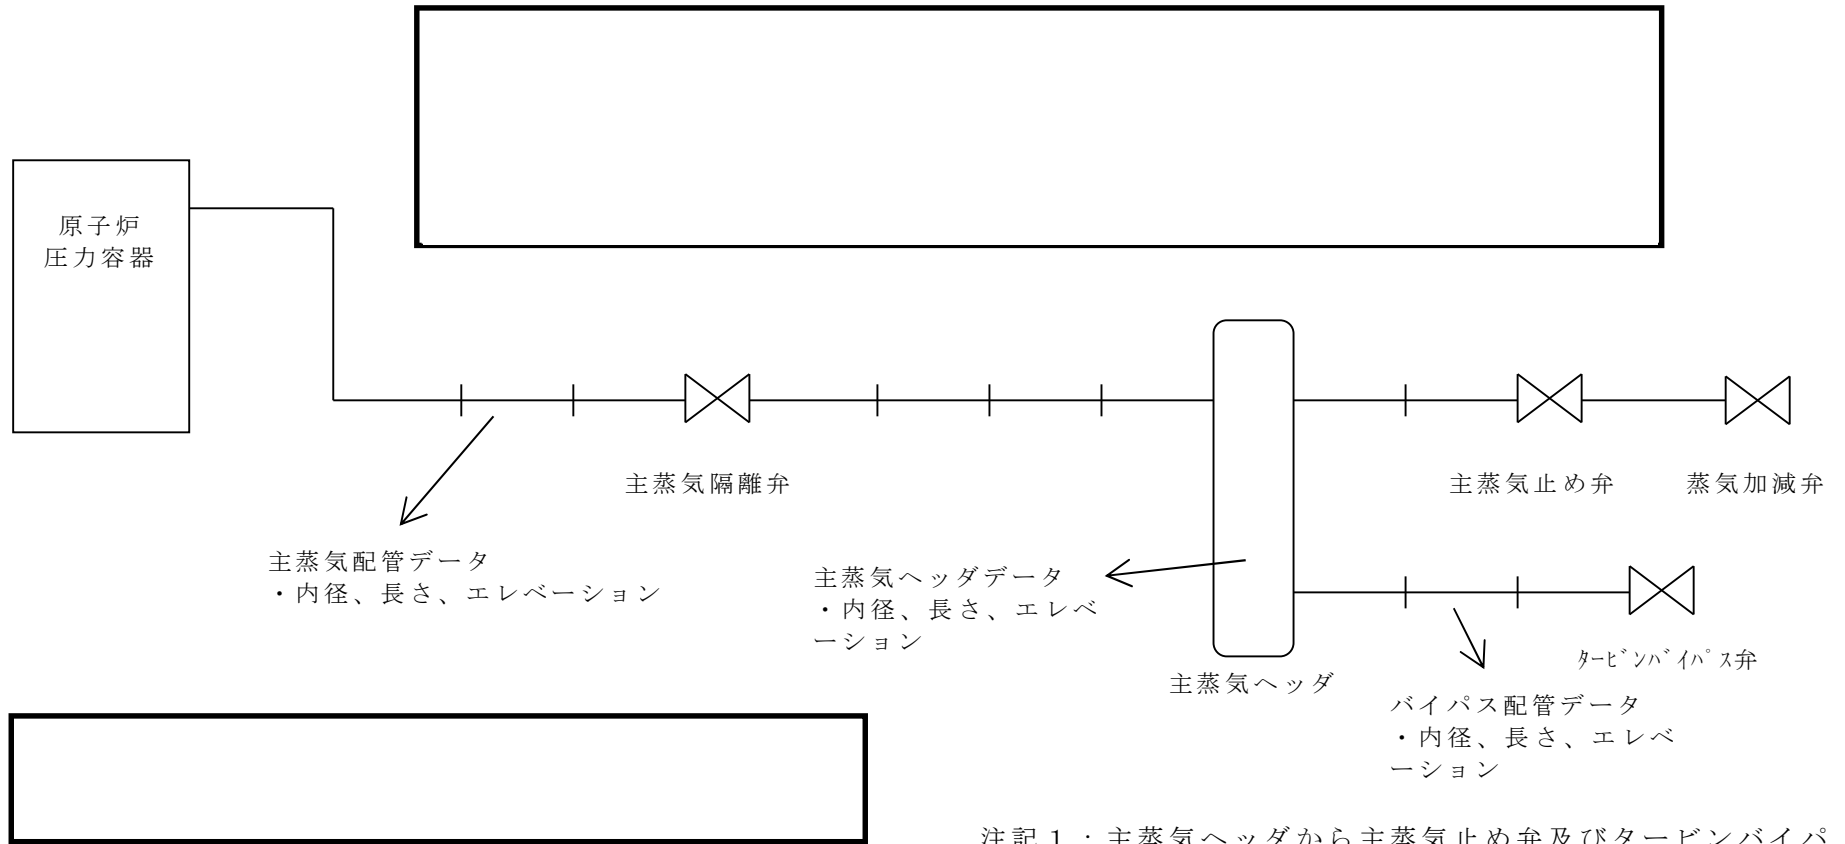 原子炉
圧力容器
主蒸気隔離弁
主蒸気止め弁
蒸気加減弁
主蒸気配管データ
・内径、長さ、エレベーション
主蒸気ヘッダデータ
・内径、長さ、エレベ
ーション
主蒸気ヘッダ
ﾀｰﾋﾞﾝﾊﾞｲﾊﾟｽ弁
バイパス配管データ
・内径、長さ、エレベ
ーション
注記１：主蒸気ヘッダから主蒸気止め弁及びタービンバイパ